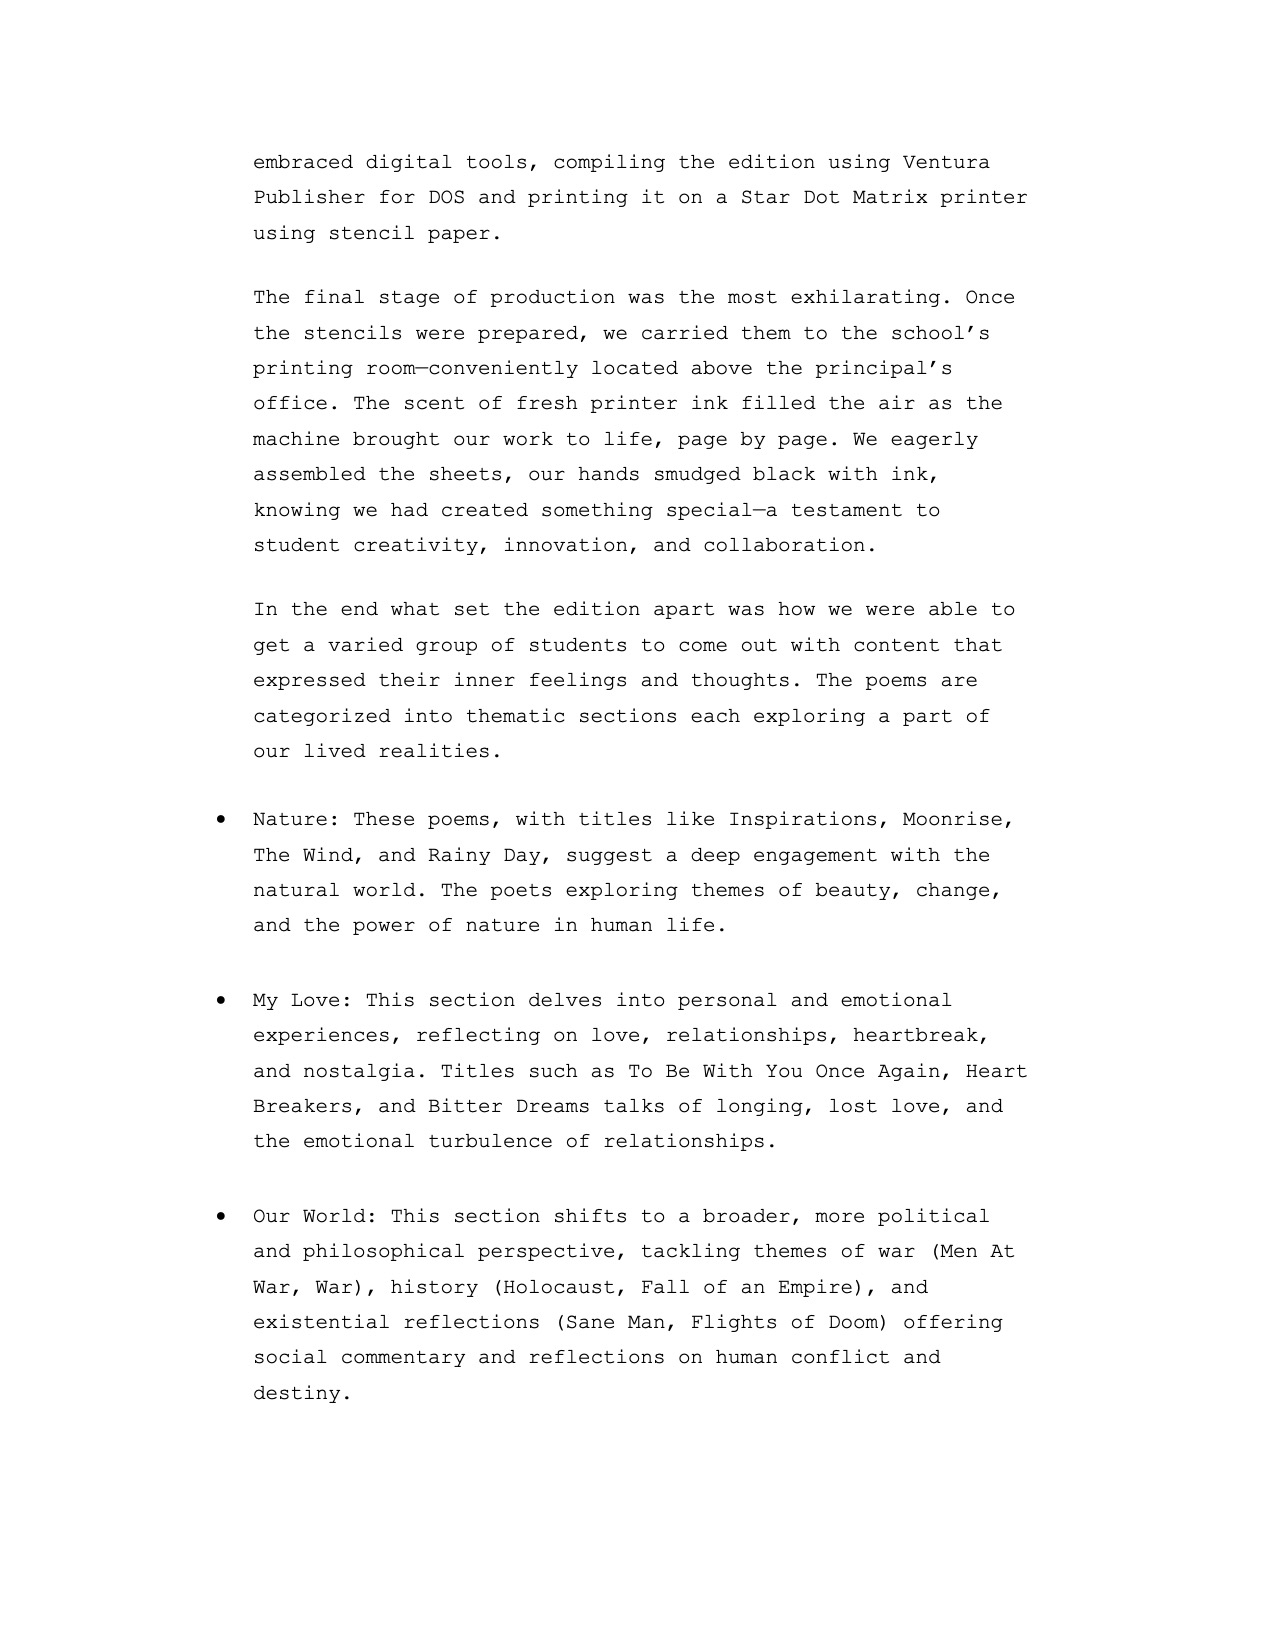 embraced digital tools, compiling the edition using Ventura
Publisher for DOS and printing it on a Star Dot Matrix printer
using stencil paper.
The final stage of production was the most exhilarating. Once
the stencils were prepared, we carried them to the school’s
printing room—conveniently located above the principal’s
office. The scent of fresh printer ink filled the air as the
machine brought our work to life, page by page. We eagerly
assembled the sheets, our hands smudged black with ink,
knowing we had created something special—a testament to
student creativity, innovation, and collaboration.
In the end what set the edition apart was how we were able to
get a varied group of students to come out with content that
expressed their inner feelings and thoughts. The poems are
categorized into thematic sections each exploring a part of
our lived realities.
• Nature: These poems, with titles like Inspirations, Moonrise,
The Wind, and Rainy Day, suggest a deep engagement with the
natural world. The poets exploring themes of beauty, change,
and the power of nature in human life.
• My Love: This section delves into personal and emotional
experiences, reflecting on love, relationships, heartbreak,
and nostalgia. Titles such as To Be With You Once Again, Heart
Breakers, and Bitter Dreams talks of longing, lost love, and
the emotional turbulence of relationships.
• Our World: This section shifts to a broader, more political
and philosophical perspective, tackling themes of war (Men At
War, War), history (Holocaust, Fall of an Empire), and
existential reflections (Sane Man, Flights of Doom) offering
social commentary and reflections on human conflict and
destiny.